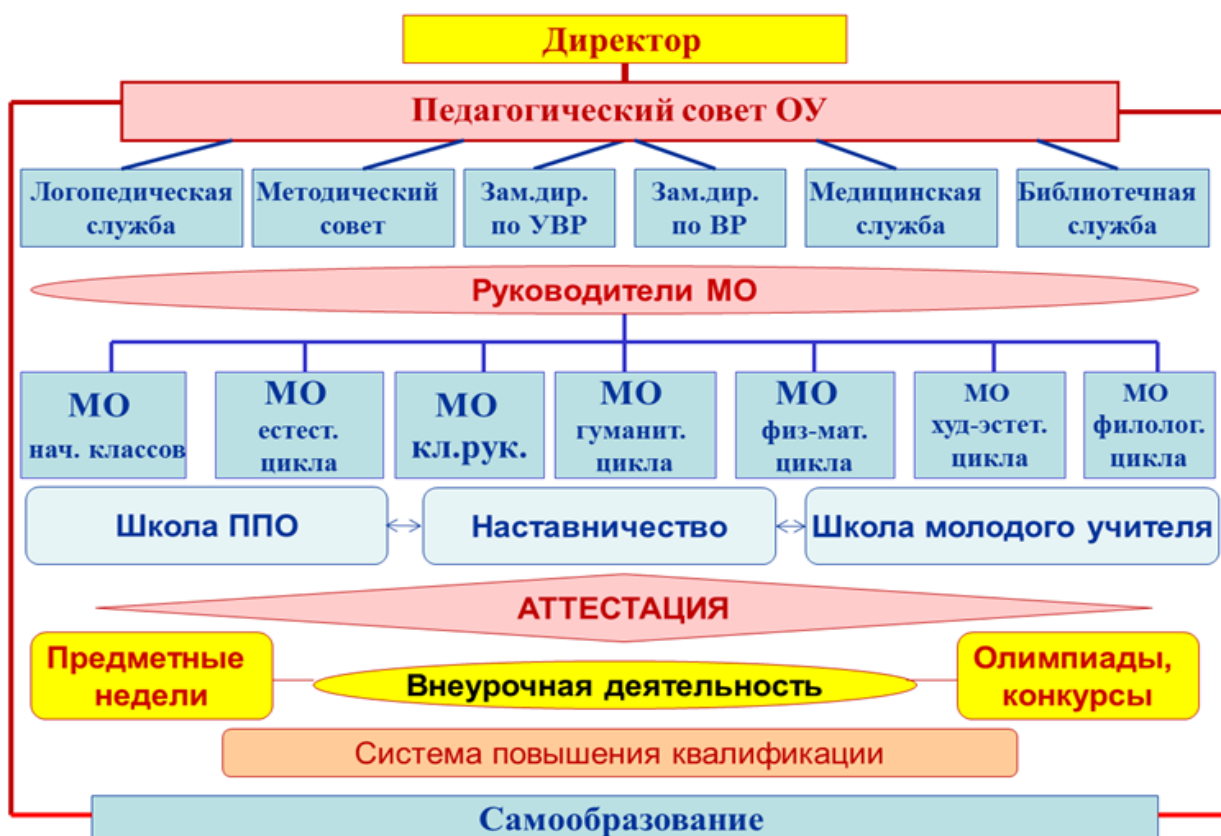 Директор
Педагогический совет ОУ
Логопедическая
служба
Методический
совет
Зам.дир.
по УВР
Зам.дир.
по ВР
Медицинская
служба
Библиотечная
служба
Руководители МО
МО
нач. классов
МО
естест.
цикла
МО
кл.рук.
МО
гуманит.
цикла
МО
физ-мат.
цикла
МО
худ-эстет.
цикла
МО
филолог.
цикла
Школа ППО
Наставничество
Школа молодого учителя
АТТЕСТАЦИЯ
Предметные
недели
Внеурочная деятельность
Олимпиады,
конкурсы
Система повышения квалификации
Самообразование